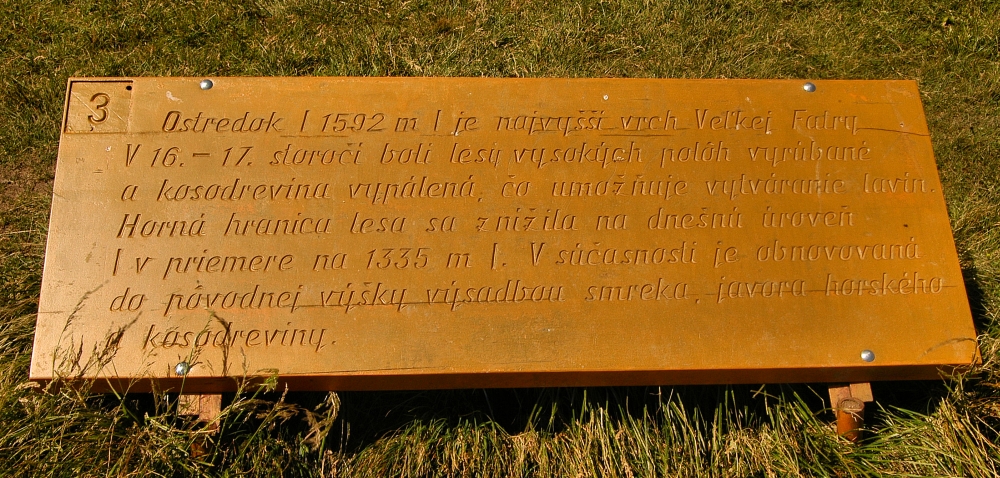 3
Ostredok / 1592 m / je najvyšší vrch Veľkej Fatry
V 16. – 17. storočí boli lesy vysokých polôh vyrúbané
a kosodrevina vypálená, čo umožňuje vytváranie lavín.
Horná hranica lesa sa znížila na dnešnú úroveň
/ v priemere na 1335 m /. V súčasnosti je obnovovaná
do pôvodnej výšky výsadbou smreka, javora horského
a kosodreviny.